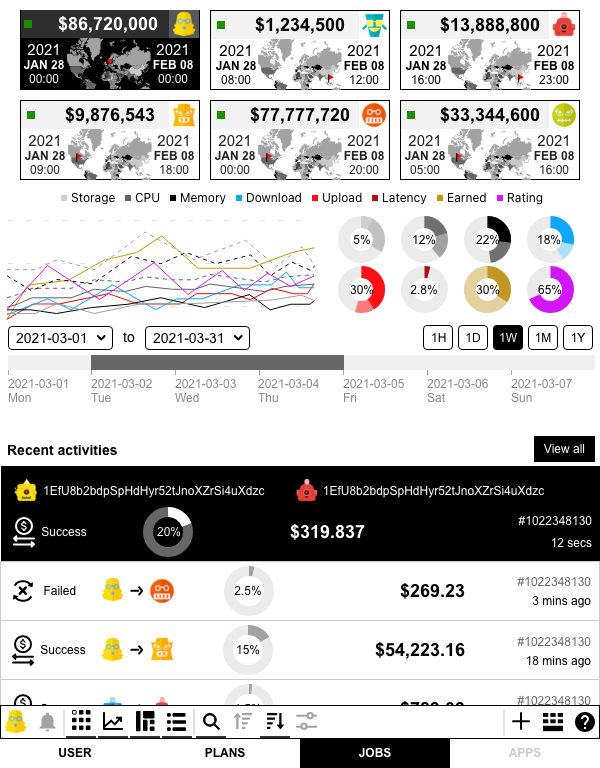 $86,720,000
2021 2021
JAN 28 FEB 08
00:00 00:00
$1,234,500
2021 2021
JAN 28 FEB 08
08:00 12:00
$13,888,800
2021 2021
JAN 28 FEB 08
16:00 23:00
$9,876,543
2021 2021
JAN 28 FEB 08
09:00 18:00
$77,777,720
2021 2021
JAN 28 FEB 08
00:00 20:00
$33,344,600
2021 2021
JAN 28 FEB 08
05:00 16:00
Storage CPU Memory Download Upload Latency Earned Rating
5% 12% 22% 18%
30% 2.8% 30% 65%
2021-03-01 to 2021-03-31 1H 1D 1W 1M 1Y
2021-03-01 2021-03-02 2021-03-03 2021-03-04 2021-03-05 2021-03-06 2021-03-07
Mon Tue Wed Thu Fri Sat Sun
Recent activities View all
1EfU8b2bdpSpHdHyr52tJnoXZrSi4uXdzc 1EfU8b2bdpSpHdHyr52tJnoXZrSi4uXdzc
Success 20% $319.837 #1022348130
12 secs
Failed 2.5% $269.23 #1022348130
3 mins ago
Success 15% $54,223.16 #1022348130
18 mins ago
#1022348130
USER PLANS JOBS APPS